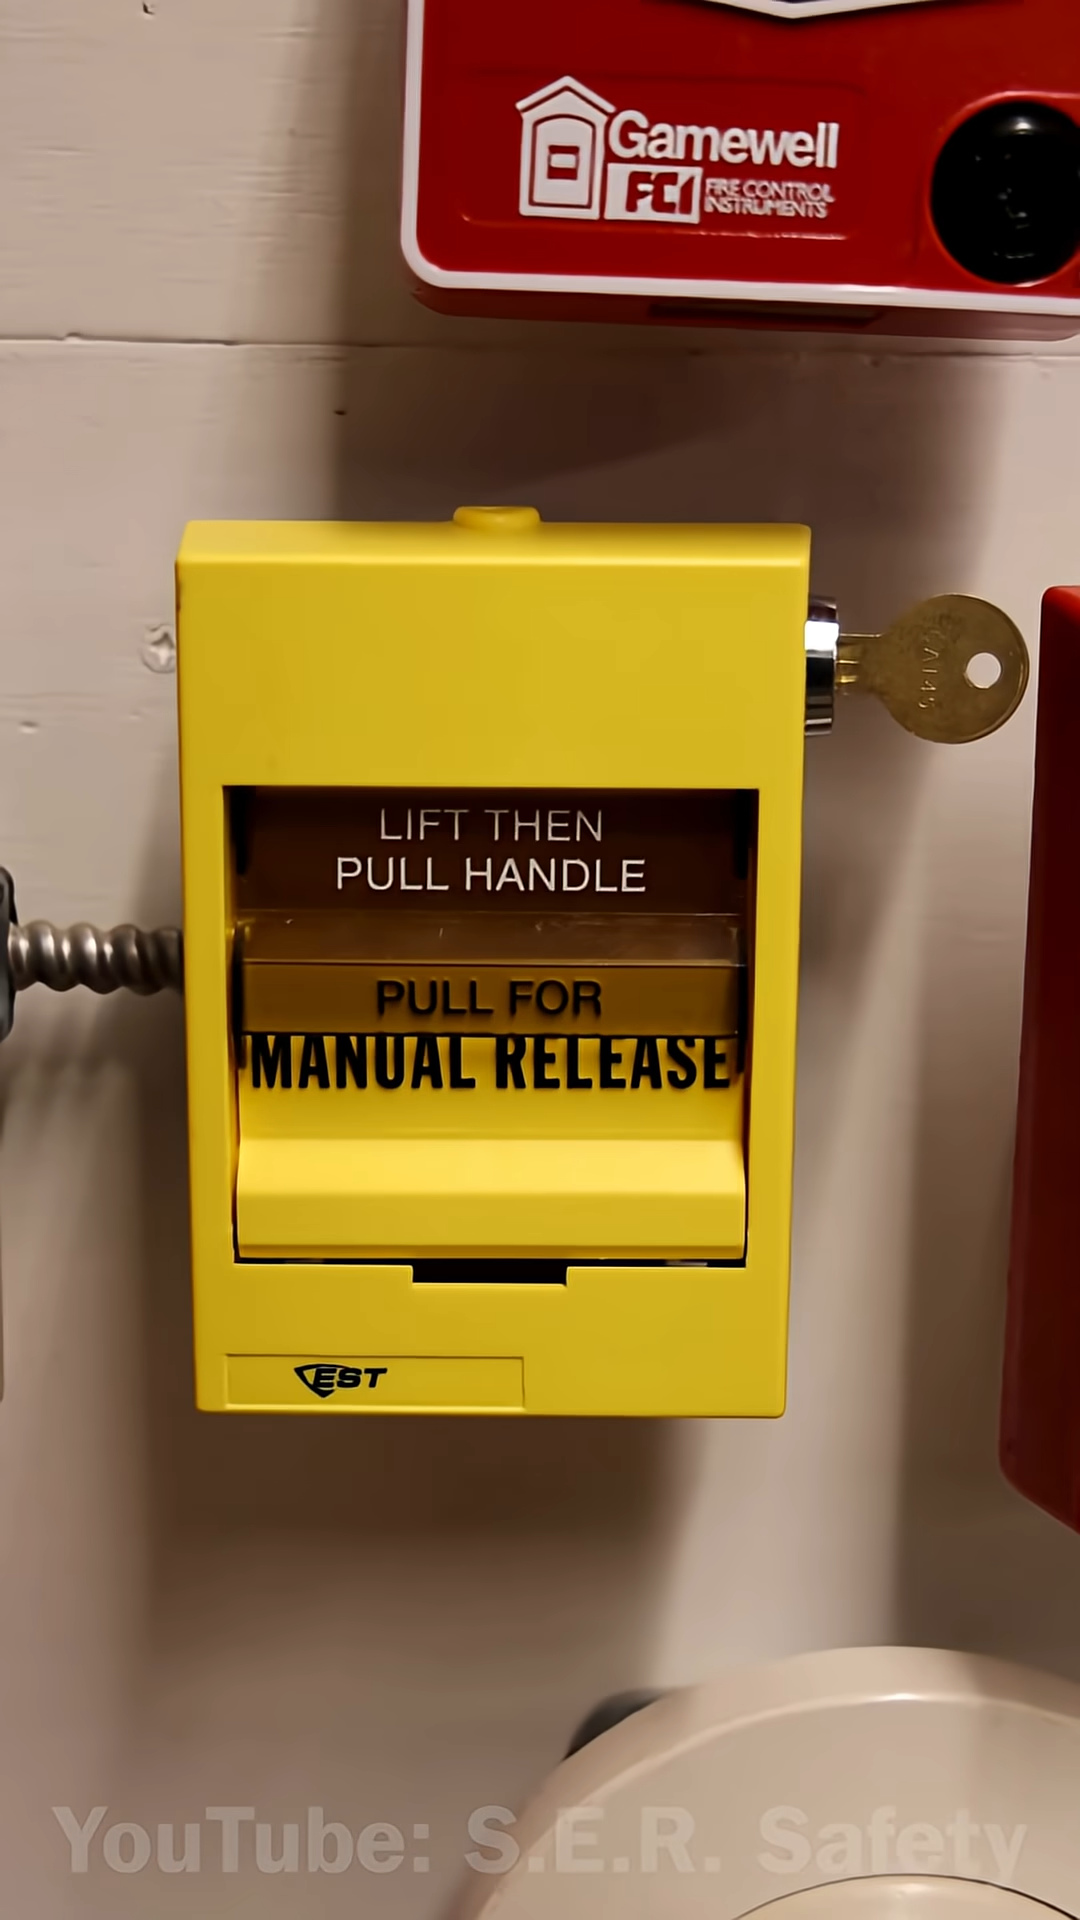 Gamewell
FCI FIRE CONTROL
INSTRUMENTS
LIFT THEN
PULL HANDLE
PULL FOR
MANUAL RELEASE
EST
YouTube: S.E.R. Safety